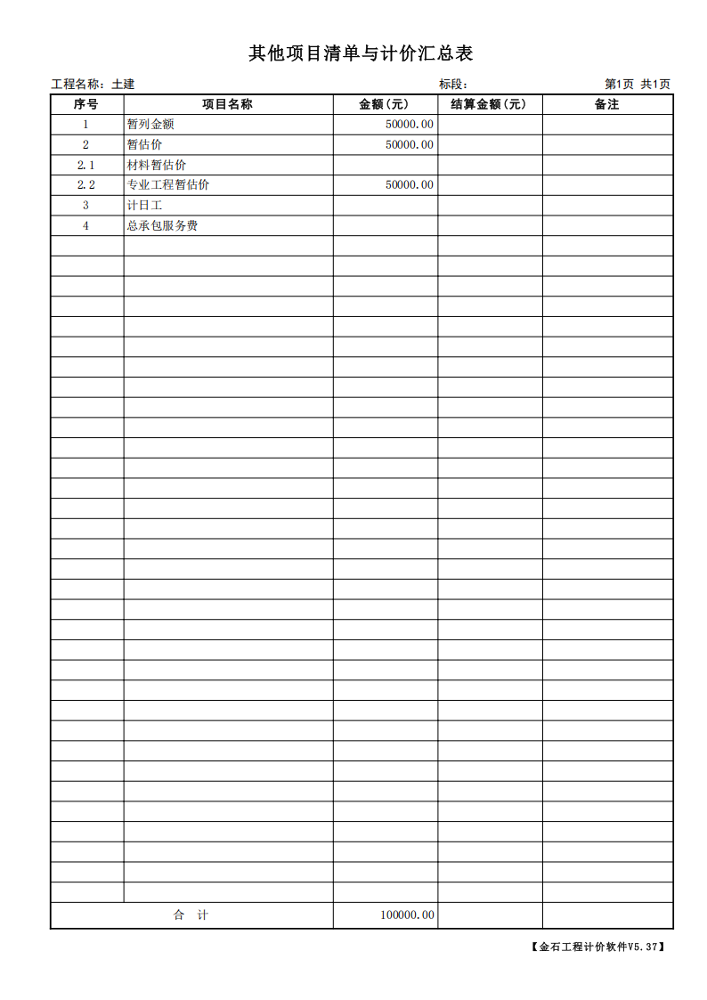 其他项目清单与计价汇总表
工程名称：土建 标段： 第1页 共1页
序号 项目名称 金额(元) 结算金额(元) 备注
1 暂列金额 50000.00
2 暂估价 50000.00
2.1 材料暂估价
2.2 专业工程暂估价 50000.00
3 计日工
4 总承包服务费
合 计 100000.00
【金石工程计价软件V5.37】